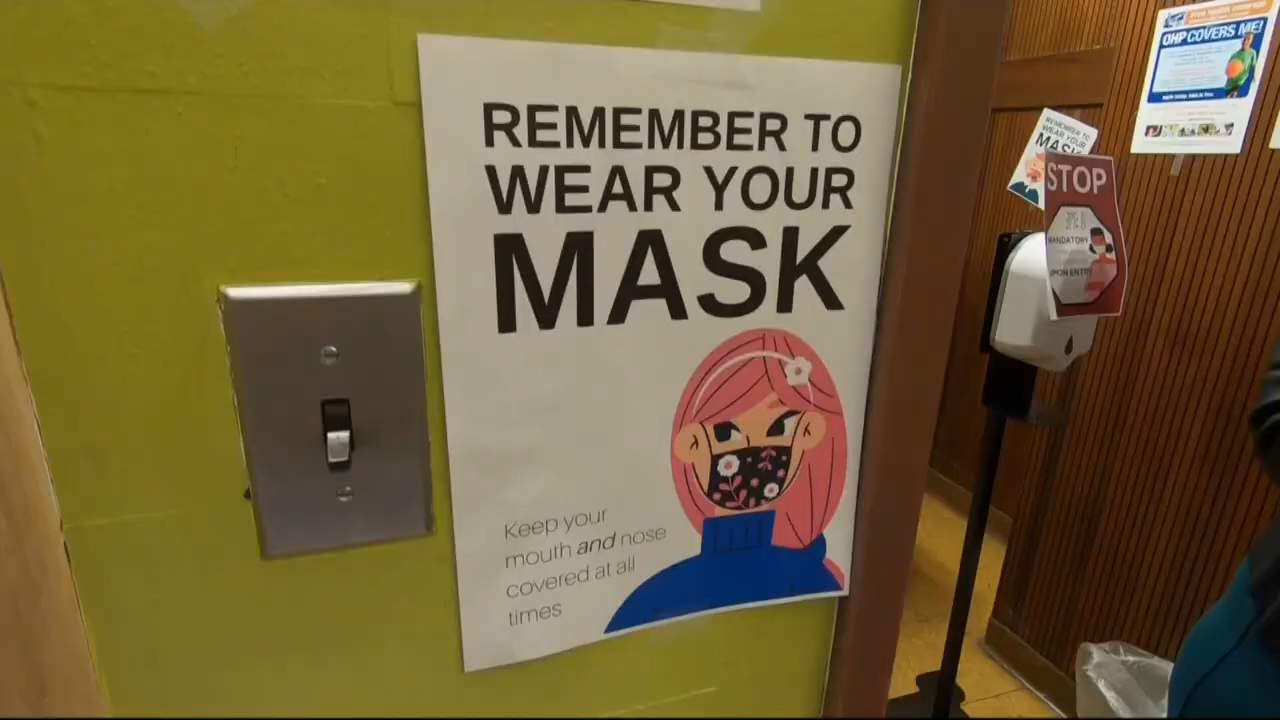 REMEMBER TO
WEAR YOUR
MASK
Keep your
mouth and nose
covered at all
times
REMEMBER TO
WEAR YOUR
MASK
STOP
MANDATORY
UPON ENTRY
OHP COVERS ME!